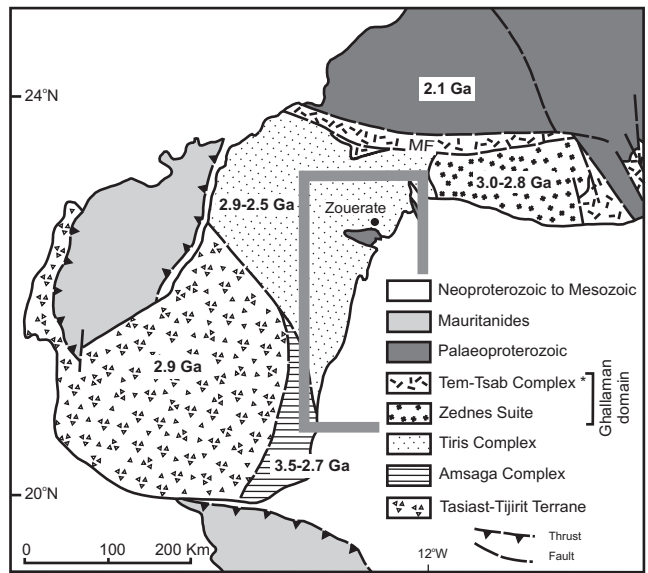 24°N
2.1 Ga
MF
3.0-2.8 Ga
2.9-2.5 Ga
Zouerate
Neoproterozoic to Mesozoic
Mauritanides
Palaeoproterozoic
Tem-Tsab Complex *
Zednes Suite
Ghallaman
domain
Tiris Complex
Amsaga Complex
Tasiast-Tijirit Terrane
2.9 Ga
3.5-2.7 Ga
20°N
Thrust
Fault
0 100 200 Km
12°W